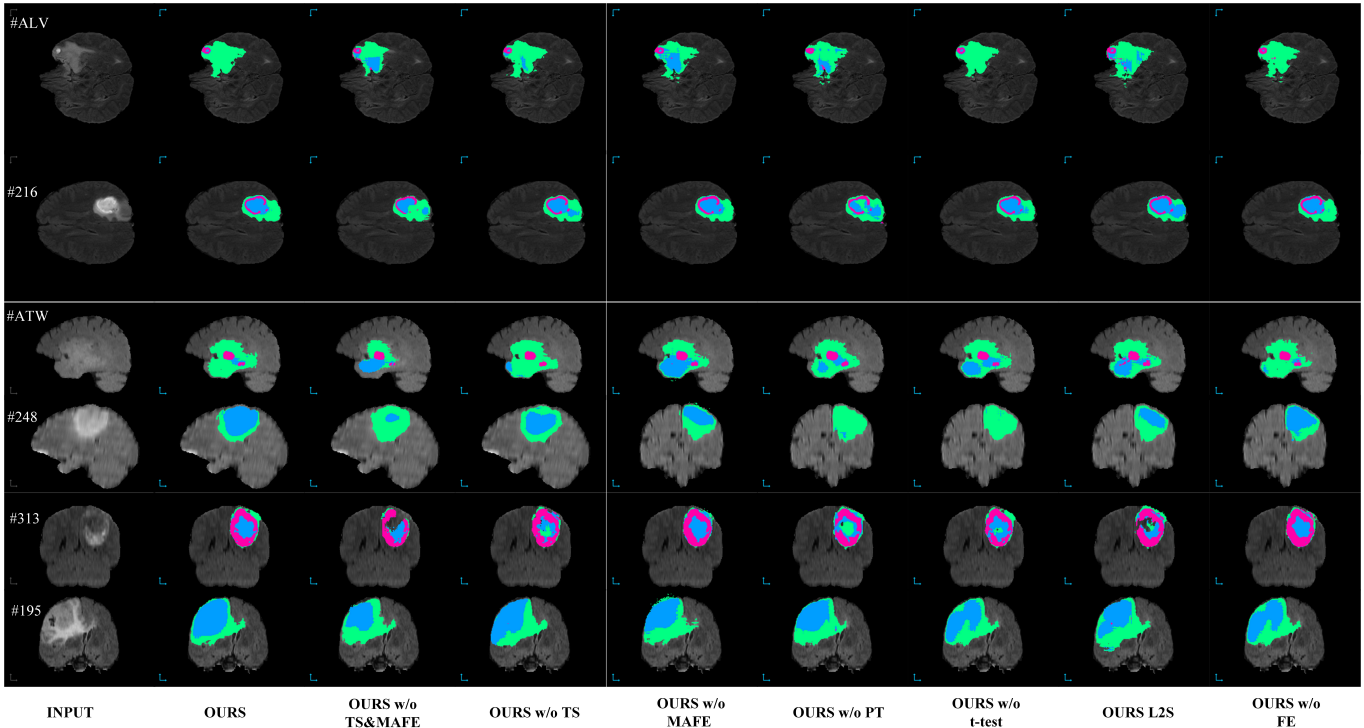 #ALV
#216
#ATW
#248
#313
#195
INPUT
OURS
OURS w/o
TS&MAFE
OURS w/o TS
OURS w/o
MAFE
OURS w/o PT
OURS w/o
t-test
OURS L2S
OURS w/o
FE